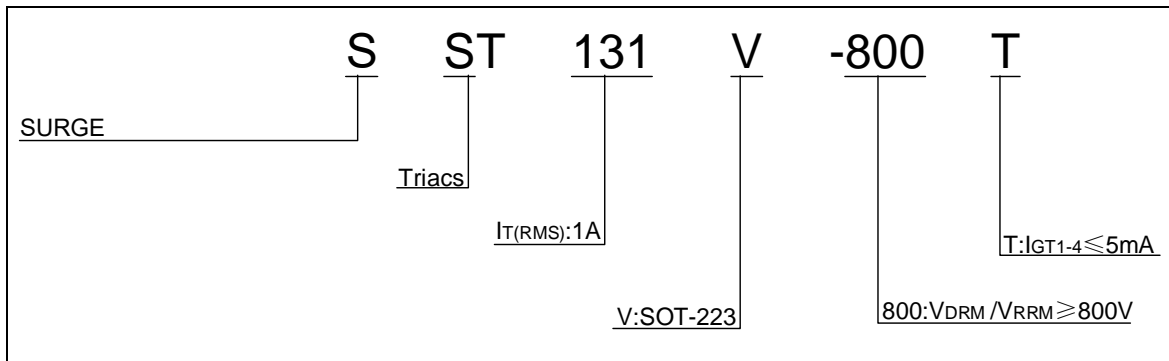 S ST 131 V -800 T
SURGE
Triacs
IT(RMS):1A
T:IGT1-4≤5mA
V:SOT-223
800:VDRM /VRRM≥800V